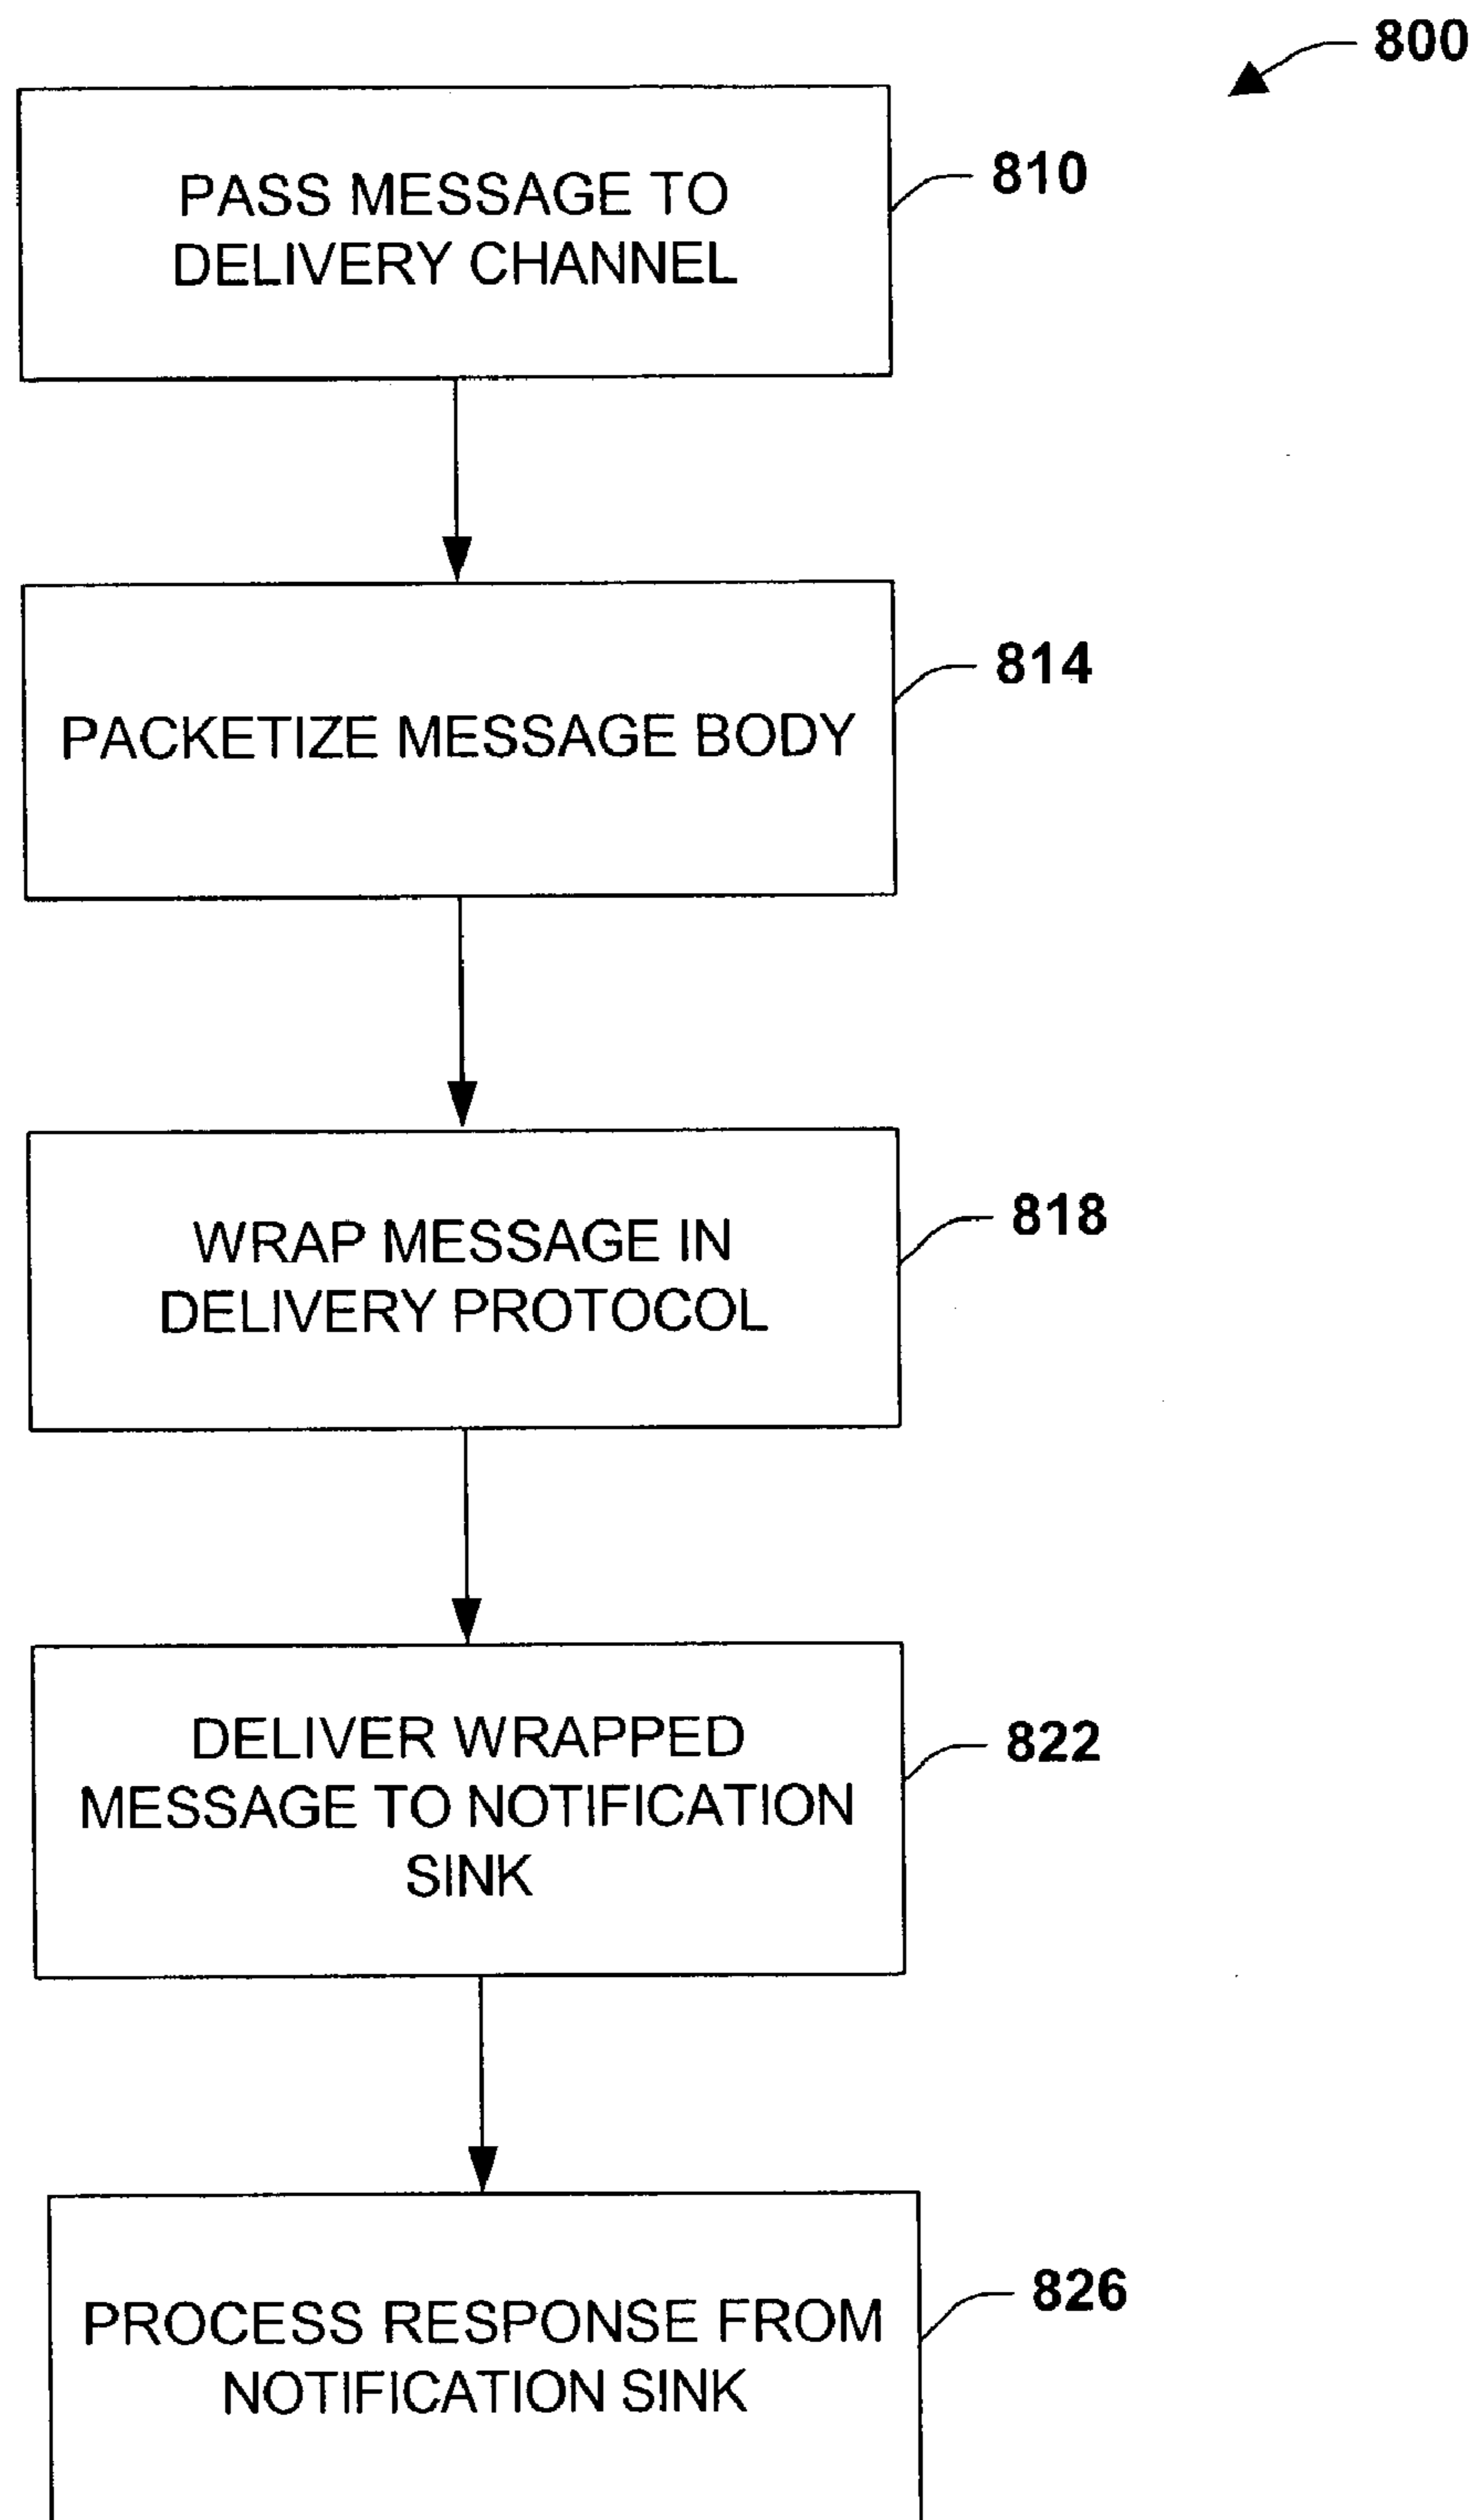 800
810
PASS MESSAGE TO
DELIVERY CHANNEL
814
PACKETIZE MESSAGE BODY
818
WRAP MESSAGE IN
DELIVERY PROTOCOL
822
DELIVER WRAPPED
MESSAGE TO NOTIFICATION
SINK
826
PROCESS RESPONSE FROM
NOTIFICATION SINK